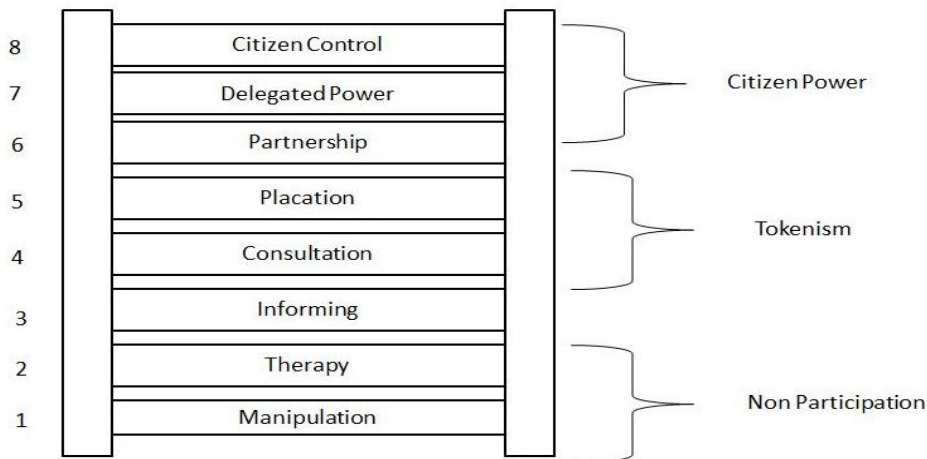 8 Citizen Control
7 Delegated Power
6 Partnership
Citizen Power
5 Placation
4 Consultation
3 Informing
Tokenism
2 Therapy
1 Manipulation
Non Participation